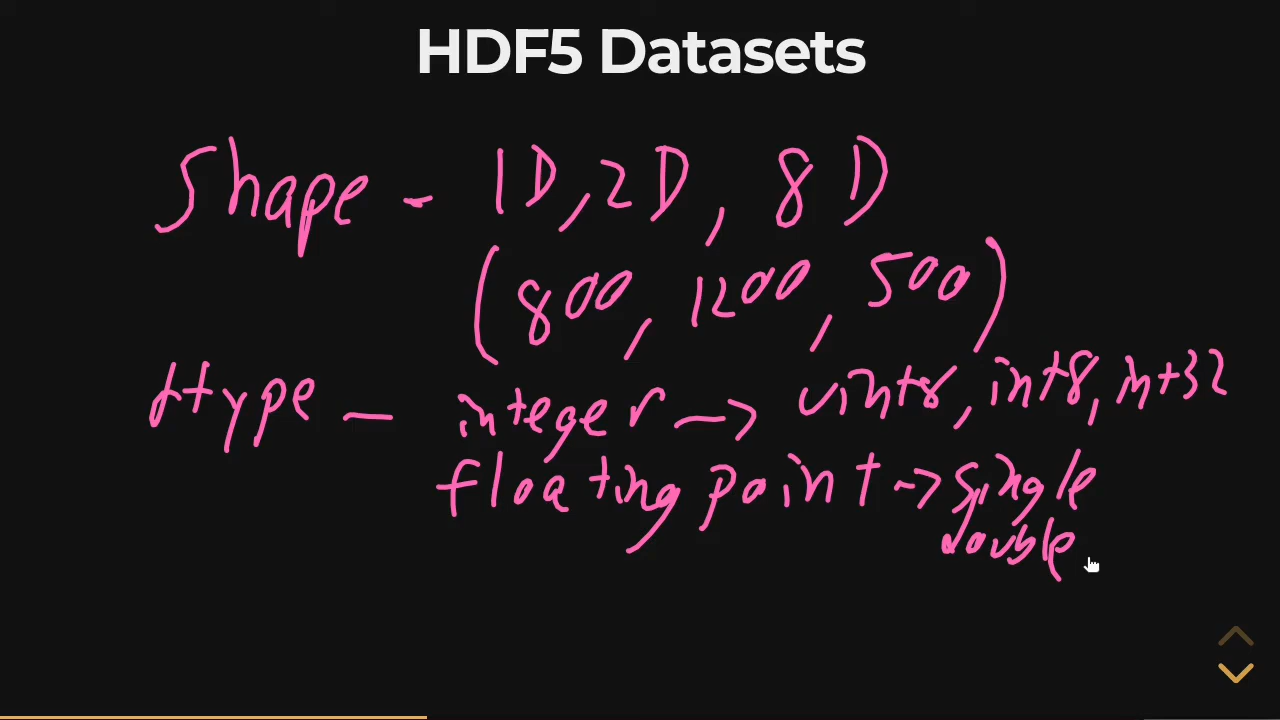 HDF5 Datasets
Shape - 1D, 2D, 8D
(800, 1200, 500)
dtype - integer -> uint8, int8, int32
floating point -> single
double